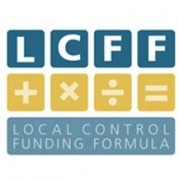 LCFF
+ × ÷ =
LOCAL CONTROL
FUNDING FORMULA